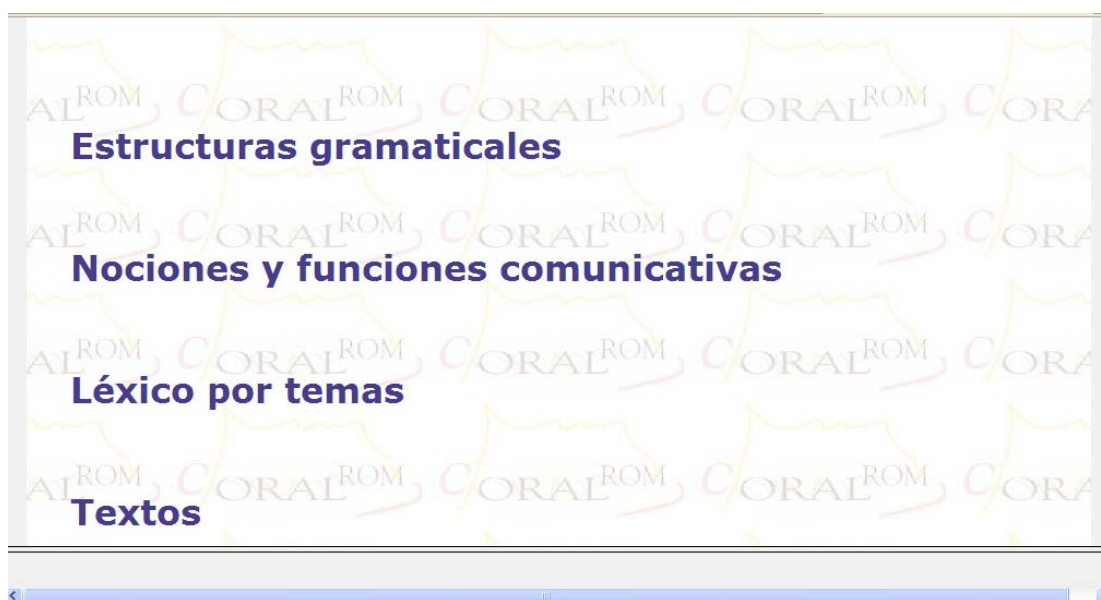 Estructuras gramaticales
Nociones y funciones comunicativas
Léxico por temas
Textos